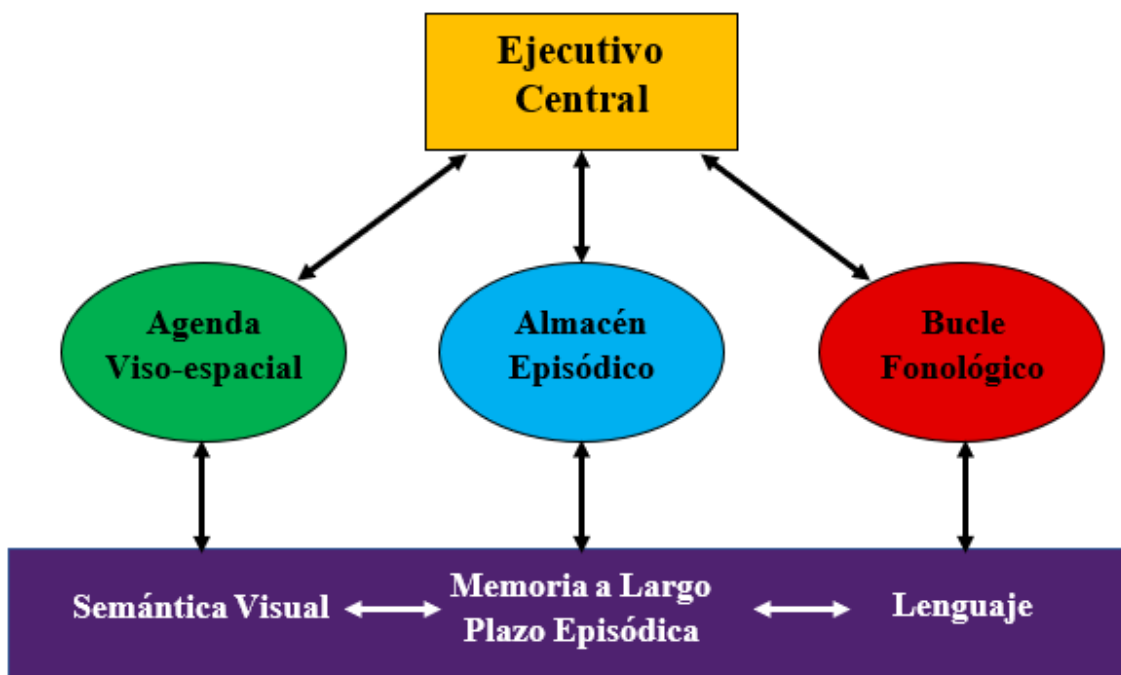 Ejecutivo
Central
Agenda
Viso-espacial
Almacén
Episódico
Bucle
Fonológico
Semántica Visual
Memoria a Largo
Plazo Episódica
Lenguaje